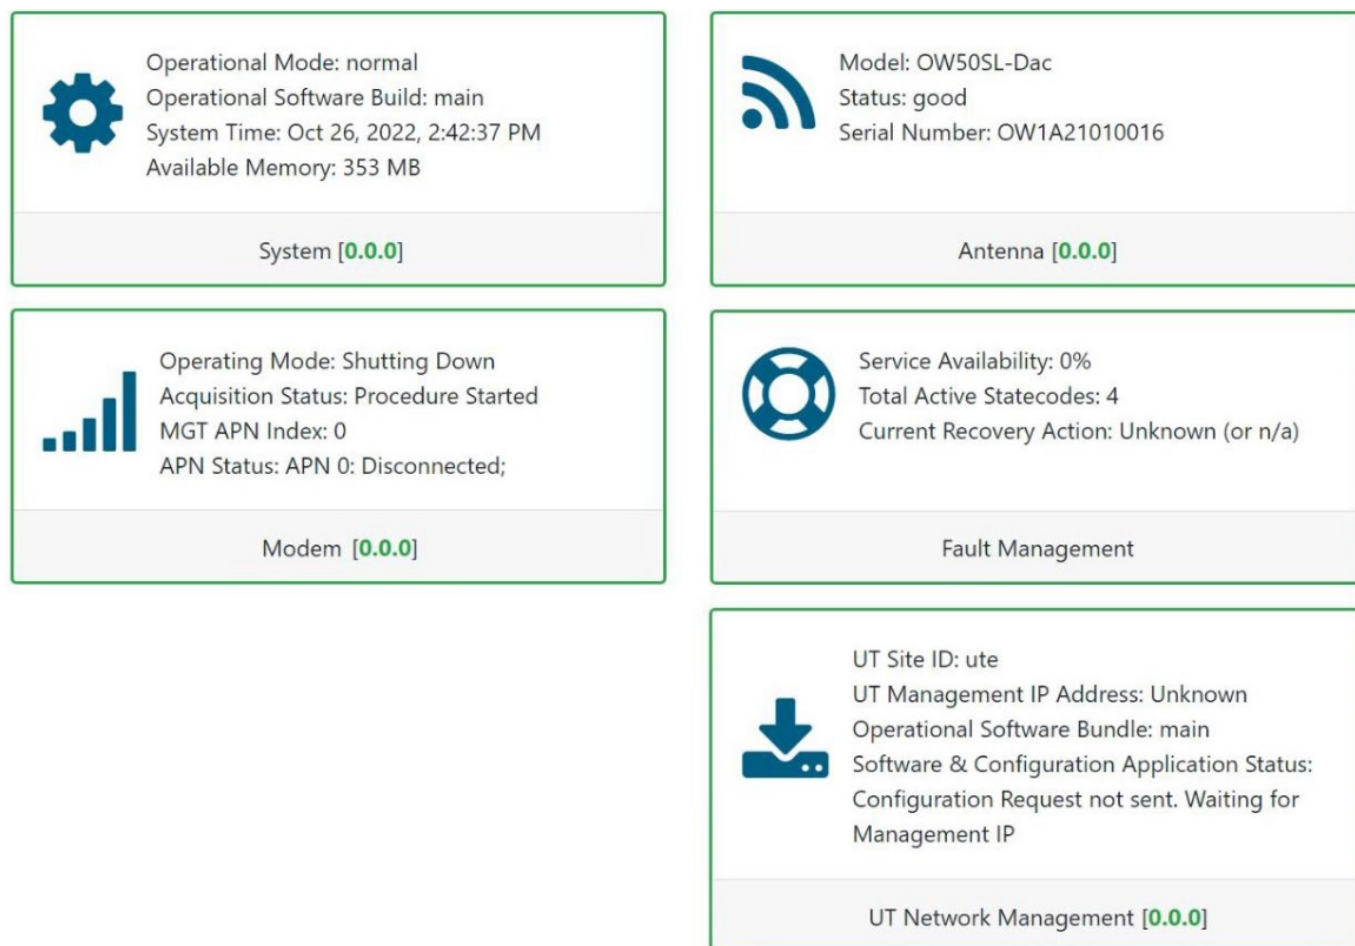 Operational Mode: normal
Operational Software Build: main
System Time: Oct 26, 2022, 2:42:37 PM
Available Memory: 353 MB
System [0.0.0]
Model: OW50SL-Dac
Status: good
Serial Number: OW1A21010016
Antenna [0.0.0]
Operating Mode: Shutting Down
Acquisition Status: Procedure Started
MGT APN Index: 0
APN Status: APN 0: Disconnected;
Modem [0.0.0]
Service Availability: 0%
Total Active Statecodes: 4
Current Recovery Action: Unknown (or n/a)
Fault Management
UT Site ID: ute
UT Management IP Address: Unknown
Operational Software Bundle: main
Software & Configuration Application Status:
Configuration Request not sent. Waiting for
Management IP
UT Network Management [0.0.0]